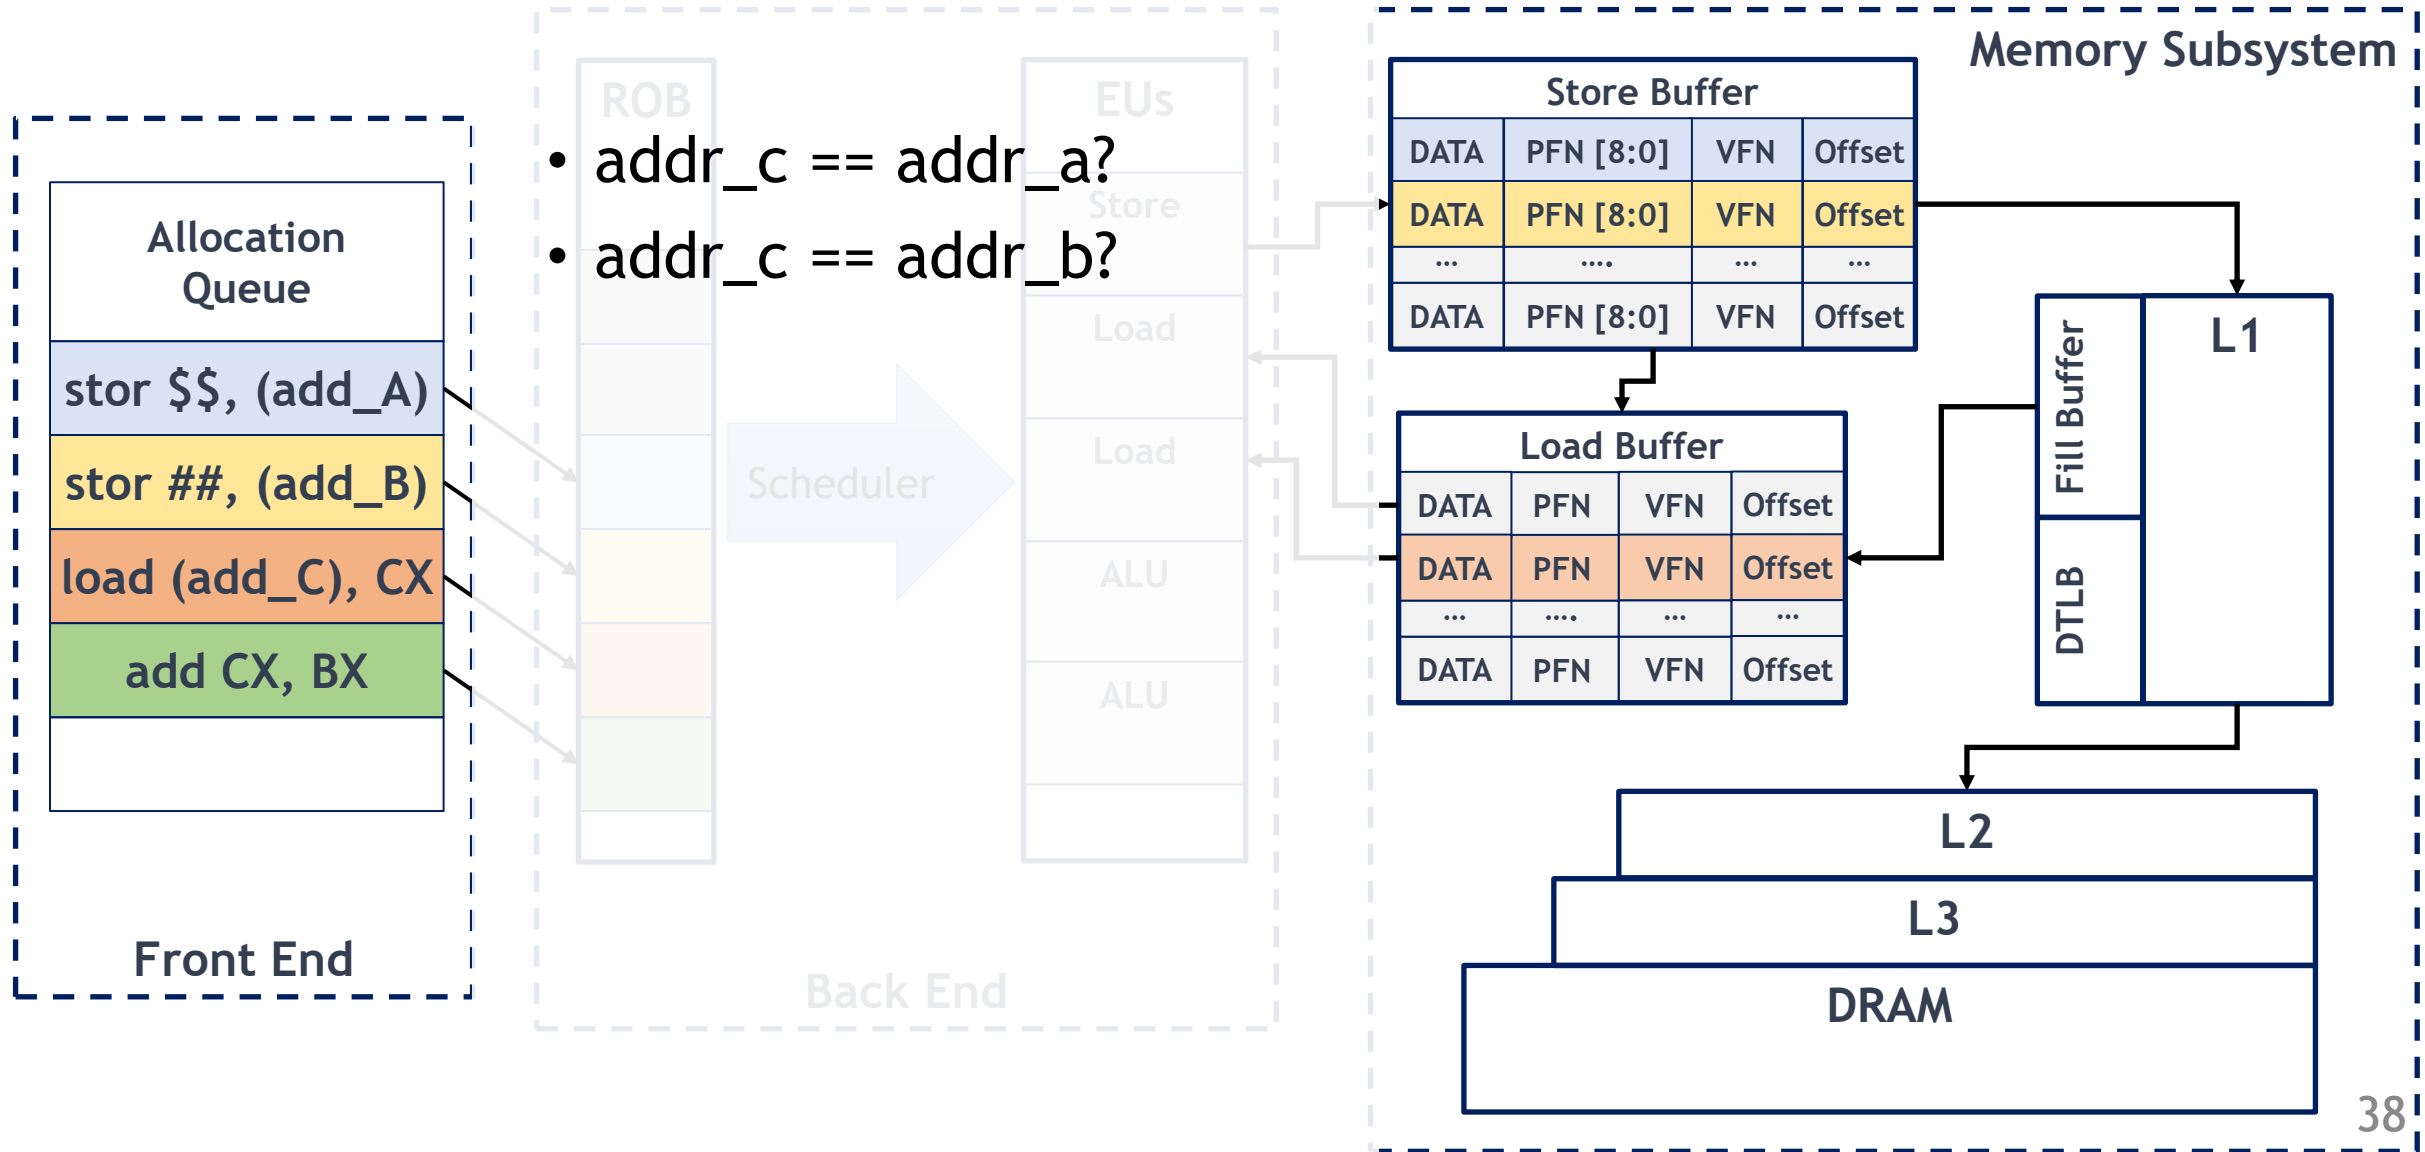 Memory Subsystem
Allocation
Queue
stor $$, (add_A)
stor ##, (add_B)
load (add_C), CX
add CX, BX
Front End
ROB
Scheduler
EUs
Store
Load
Load
ALU
ALU
Back End
• addr_c == addr_a?
• addr_c == addr_b?
Store Buffer
DATA PFN [8:0] VFN Offset
DATA PFN [8:0] VFN Offset
... .... ... ...
DATA PFN [8:0] VFN Offset
Load Buffer
DATA PFN VFN Offset
DATA PFN VFN Offset
... .... ... ...
DATA PFN VFN Offset
Fill Buffer
DTLB
L1
L2
L3
DRAM
38